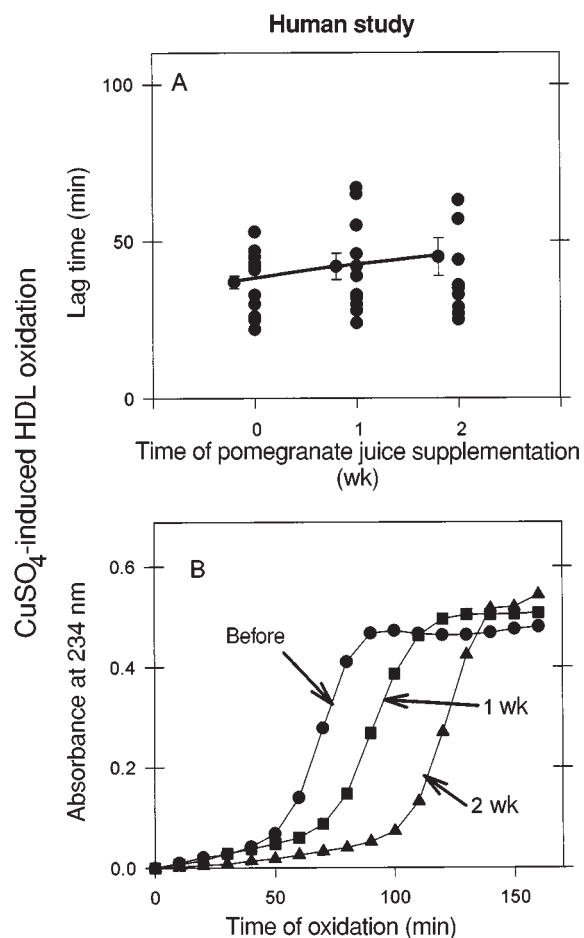 Human study
CuSO4-induced HDL oxidation
A
Lag time (min)
100
50
0
0 1 2
Time of pomegranate juice supplementation
(wk)
B
Absorbance at 234 nm
0.6
0.4
0.2
0.0
Before
1 wk
2 wk
0 50 100 150
Time of oxidation (min)